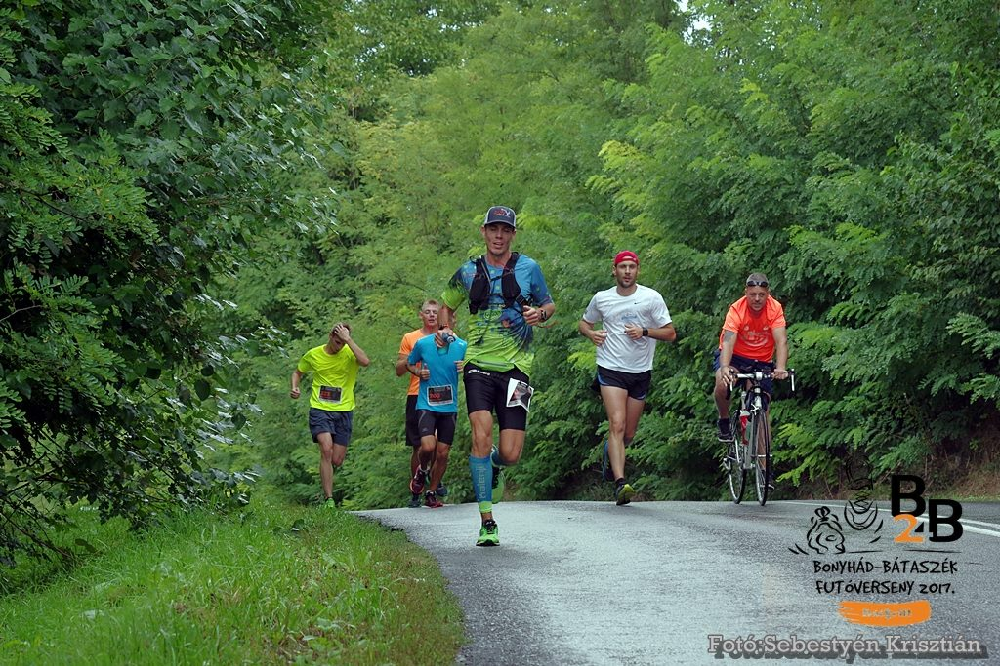 B2B
BONYHÁD-BÁTASZÉK
FUTÓVERSENY 2017.
Fotó:Sebestyén Krisztián